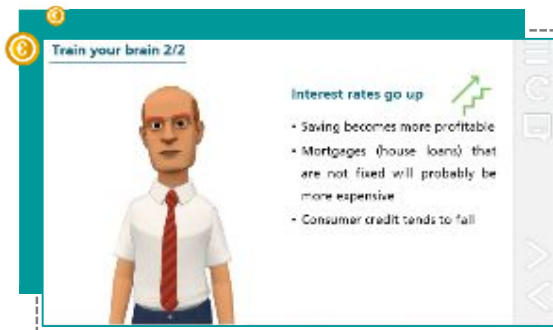 Train your brain 2/2
Interest rates go up
• Saving becomes more profitable
• Mortgages (house loans) that
are not fixed will probably be
more expensive
• Consumer credit tends to fall